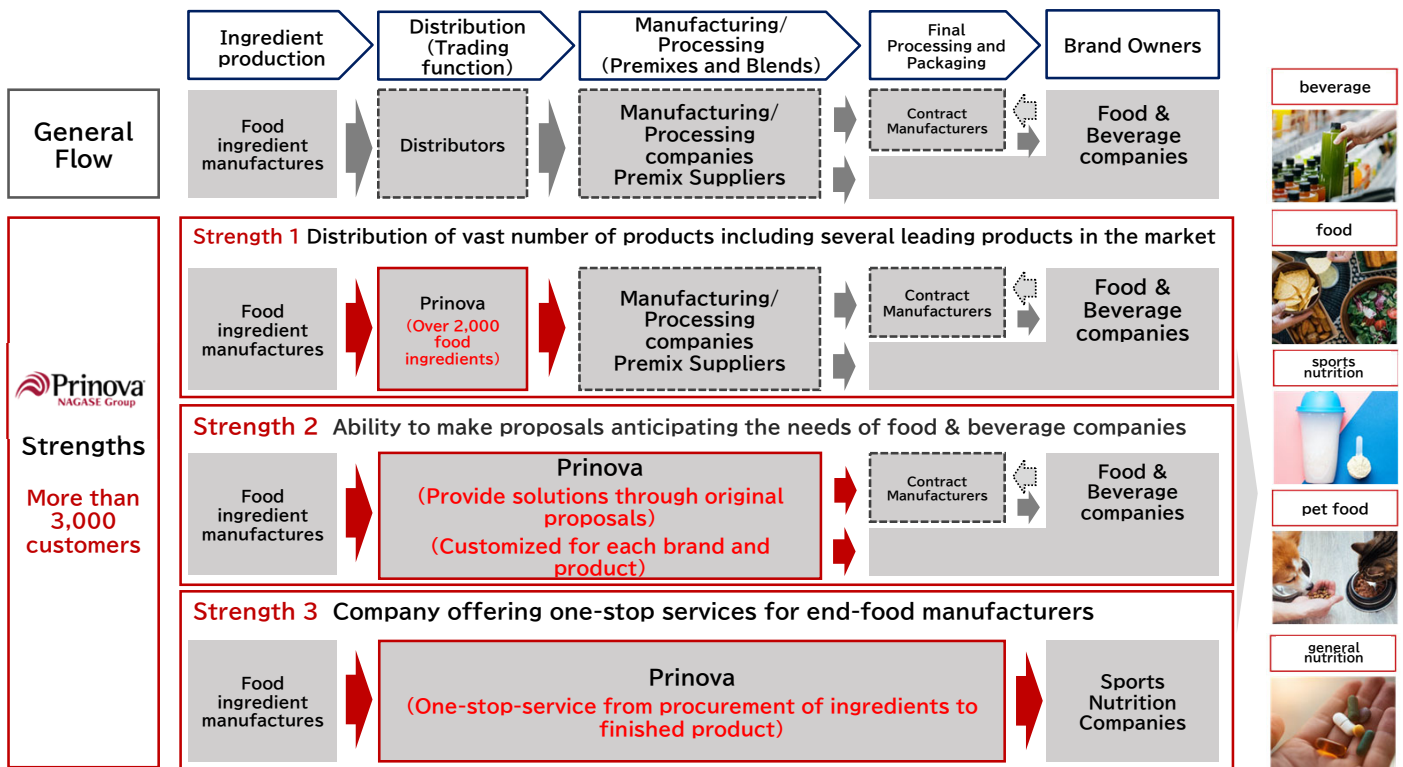 Ingredient
production
Distribution
(Trading
function)
Manufacturing/
Processing
(Premixes and Blends)
Final
Processing and
Packaging
Brand Owners
General
Flow
Food
ingredient
manufactures
Distributors
Manufacturing/
Processing
companies
Premix Suppliers
Contract
Manufacturers
Food &
Beverage
companies
Prinova
NAGASE Group
Strengths
More than
3,000
customers
Strength 1 Distribution of vast number of products including several leading products in the market
Food
ingredient
manufactures
Prinova
(Over 2,000
food
ingredients)
Manufacturing/
Processing
companies
Premix Suppliers
Contract
Manufacturers
Food &
Beverage
companies
Strength 2 Ability to make proposals anticipating the needs of food & beverage companies
Food
ingredient
manufactures
Prinova
(Provide solutions through original
proposals)
(Customized for each brand and
product)
Contract
Manufacturers
Food &
Beverage
companies
Strength 3 Company offering one-stop services for end-food manufacturers
Food
ingredient
manufactures
Prinova
(One-stop-service from procurement of ingredients to
finished product)
Sports
Nutrition
Companies
beverage
food
sports
nutrition
pet food
general
nutrition